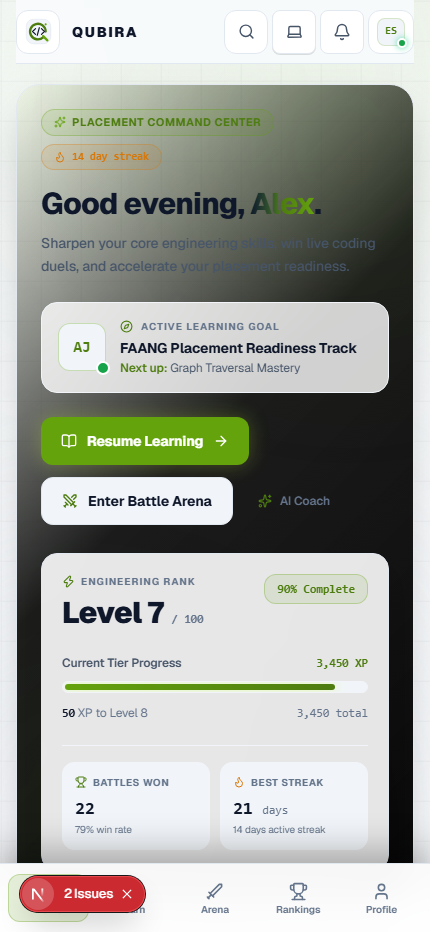 QUBIRA
ES
PLACEMENT COMMAND CENTER
14 day streak
Good evening, Alex.
Sharpen your core engineering skills, win live coding
duels, and accelerate your placement readiness.
AJ
ACTIVE LEARNING GOAL
FAANG Placement Readiness Track
Next up: Graph Traversal Mastery
Resume Learning
Enter Battle Arena
AI Coach
ENGINEERING RANK
90% Complete
Level 7 / 100
Current Tier Progress
3,450 XP
50 XP to Level 8
3,450 total
BATTLES WON
22
79% win rate
BEST STREAK
21 days
14 days active streak
N
2 Issues
Arena
Rankings
Profile